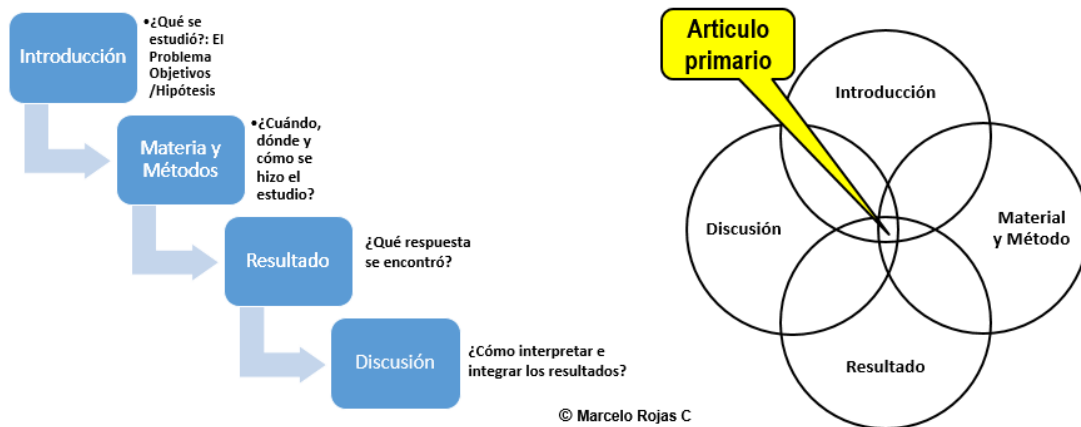 Introducción
•¿Qué se
estudió?: El
Problema
Objetivos
/Hipótesis
Materia y
Métodos
•¿Cuándo,
dónde y
cómo se
hizo el
estudio?
Resultado
¿Qué respuesta
se encontró?
Discusión
¿Cómo interpretar e
integrar los resultados?
Articulo
primario
Introducción
Discusión
Material
y Método
Resultado
© Marcelo Rojas C